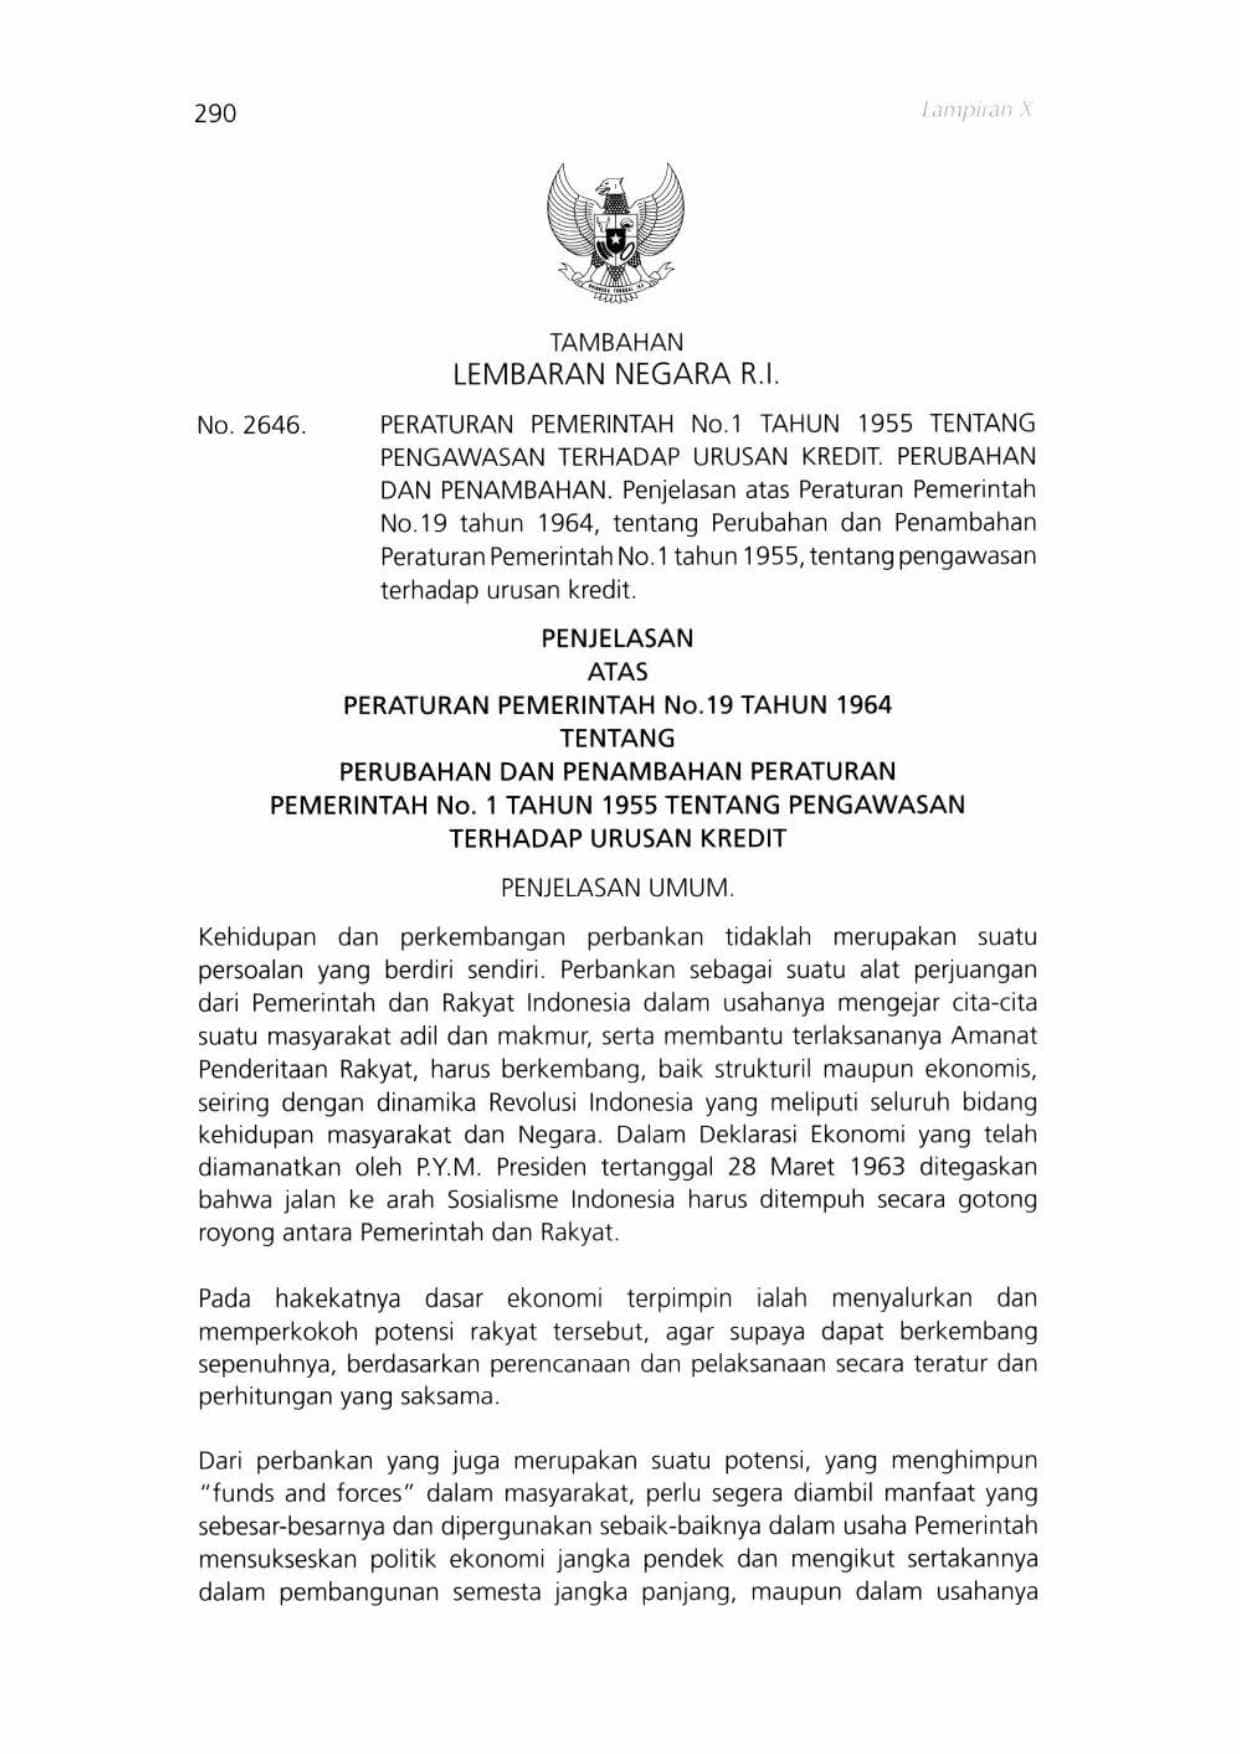 290
Lampiran X
TAMBAHAN
LEMBARAN NEGARA R.I.
No. 2646.
PERATURAN PEMERINTAH No.1 TAHUN 1955 TENTANG
PENGAWASAN TERHADAP URUSAN KREDIT. PERUBAHAN
DAN PENAMBAHAN. Penjelasan atas Peraturan Pemerintah
No.19 tahun 1964, tentang Perubahan dan Penambahan
Peraturan Pemerintah No.1 tahun 1955, tentang pengawasan
terhadap urusan kredit.
PENJELASAN
ATAS
PERATURAN PEMERINTAH No.19 TAHUN 1964
TENTANG
PERUBAHAN DAN PENAMBAHAN PERATURAN
PEMERINTAH No. 1 TAHUN 1955 TENTANG PENGAWASAN
TERHADAP URUSAN KREDIT
PENJELASAN UMUM.
Kehidupan dan perkembangan perbankan tidaklah merupakan suatu
persoalan yang berdiri sendiri. Perbankan sebagai suatu alat perjuangan
dari Pemerintah dan Rakyat Indonesia dalam usahanya mengejar cita-cita
suatu masyarakat adil dan makmur, serta membantu terlaksananya Amanat
Penderitaan Rakyat, harus berkembang, baik strukturil maupun ekonomis,
seiring dengan dinamika Revolusi Indonesia yang meliputi seluruh bidang
kehidupan masyarakat dan Negara. Dalam Deklarasi Ekonomi yang telah
diamanatkan oleh P.Y.M. Presiden tertanggal 28 Maret 1963 ditegaskan
bahwa jalan ke arah Sosialisme Indonesia harus ditempuh secara gotong
royong antara Pemerintah dan Rakyat.
Pada hakekatnya dasar ekonomi terpimpin ialah menyalurkan dan
memperkokoh potensi rakyat tersebut, agar supaya dapat berkembang
sepenuhnya, berdasarkan perencanaan dan pelaksanaan secara teratur dan
perhitungan yang saksama.
Dari perbankan yang juga merupakan suatu potensi, yang menghimpun
"funds and forces" dalam masyarakat, perlu segera diambil manfaat yang
sebesar-besarnya dan dipergunakan sebaik-baiknya dalam usaha Pemerintah
mensukseskan politik ekonomi jangka pendek dan mengikut sertakannya
dalam pembangunan semesta jangka panjang, maupun dalam usahanya